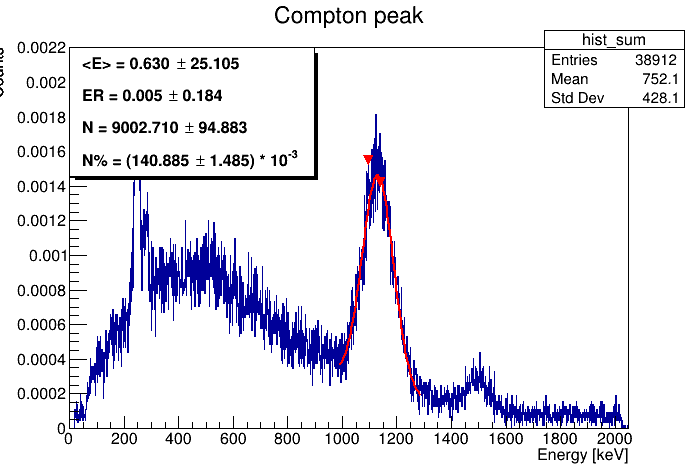 Compton peak
hist_sum
Entries 38912
Mean 752.1
Std Dev 428.1
<E> = 0.630 ± 25.105
ER = 0.005 ± 0.184
N = 9002.710 ± 94.883
N% = (140.885 ± 1.485) * 10-3
0.0022
0.002
0.0018
0.0016
0.0014
0.0012
0.001
0.0008
0.0006
0.0004
0.0002
0
0 200 400 600 800 1000 1200 1400 1600 1800 2000
Energy [keV]